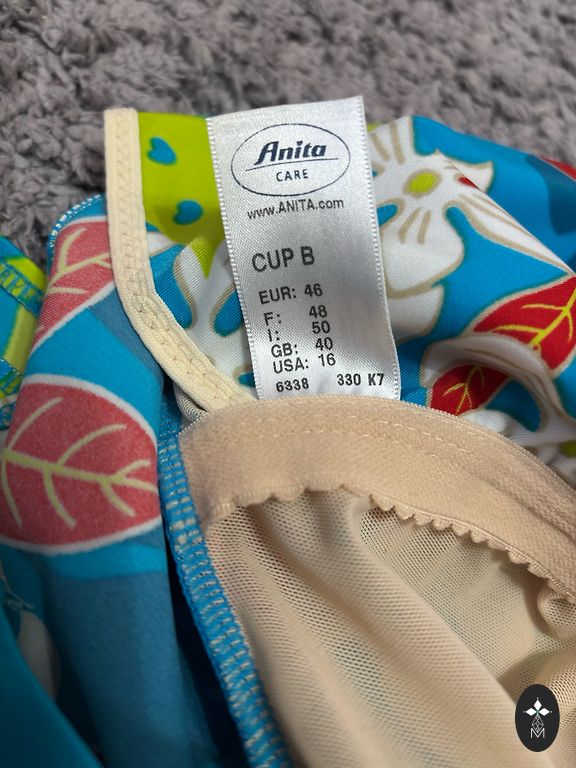 Anita
CARE
www.ANITA.com
CUP B
EUR: 46
F: 48
I: 50
GB: 40
USA: 16
6338 330 K7
M